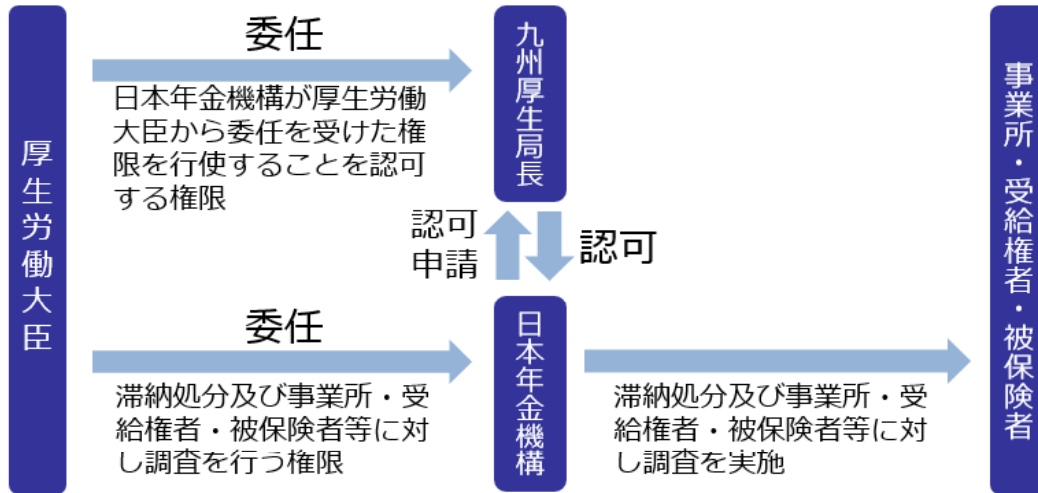 厚生労働大臣
委任
日本年金機構が厚生労働
大臣から委任を受けた権
限を行使することを認可
する権限
九州厚生局長
認可
申請
認可
委任
滞納処分及び事業所・受
給権者・被保険者等に対
し調査を行う権限
日本年金機構
滞納処分及び事業所・受
給権者・被保険者等に対
し調査を実施
事業所・受給権者・被保険者